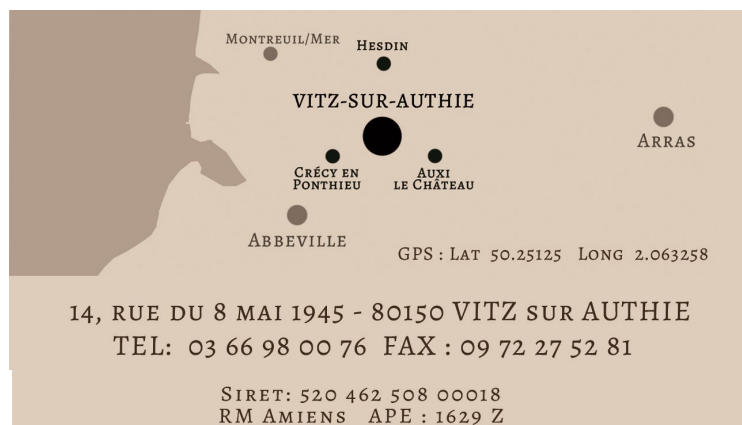 Montreuil/Mer
Hesdin
VITZ-SUR-AUTHIE
Arras
Crécy en
Ponthieu
Auxi
le Château
Abbeville
GPS : Lat 50.25125 Long 2.063258
14, rue du 8 mai 1945 - 80150 VITZ sur AUTHIE
TEL: 03 66 98 00 76 FAX : 09 72 27 52 81
Siret: 520 462 508 00018
RM Amiens APE : 1629 Z